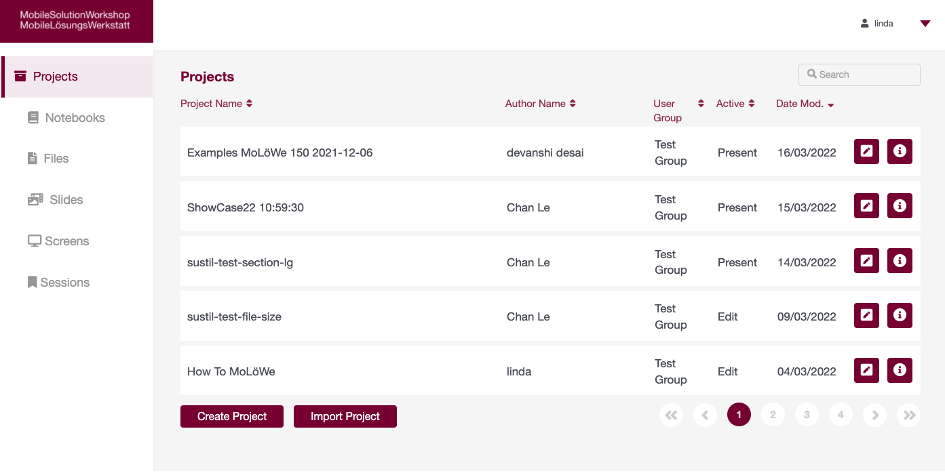 MobileSolutionWorkshop
MobileLösungsWerkstatt
linda
Projects
Notebooks
Files
Slides
Screens
Sessions
Projects
Search
Project Name Author Name User Group Active Date Mod.
Examples MoLöWe 150 2021-12-06 devanshi desai Test Group Present 16/03/2022
ShowCase22 10:59:30 Chan Le Test Group Present 15/03/2022
sustil-test-section-lg Chan Le Test Group Present 14/03/2022
sustil-test-file-size Chan Le Test Group Edit 09/03/2022
How To MoLöWe linda Test Group Edit 04/03/2022
Create Project Import Project
1 2 3 4